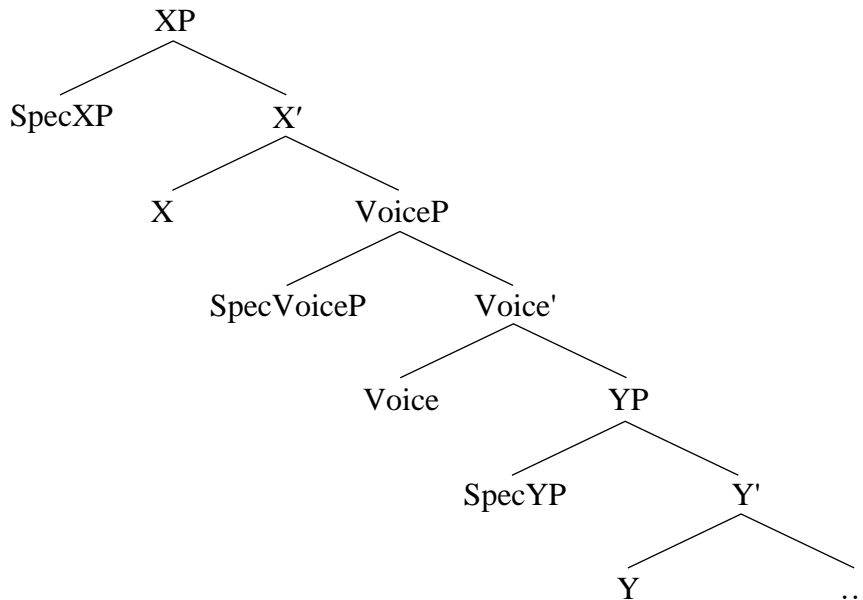 XP
SpecXP X′
X VoiceP
SpecVoiceP Voice'
Voice YP
SpecYP Y'
Y ..